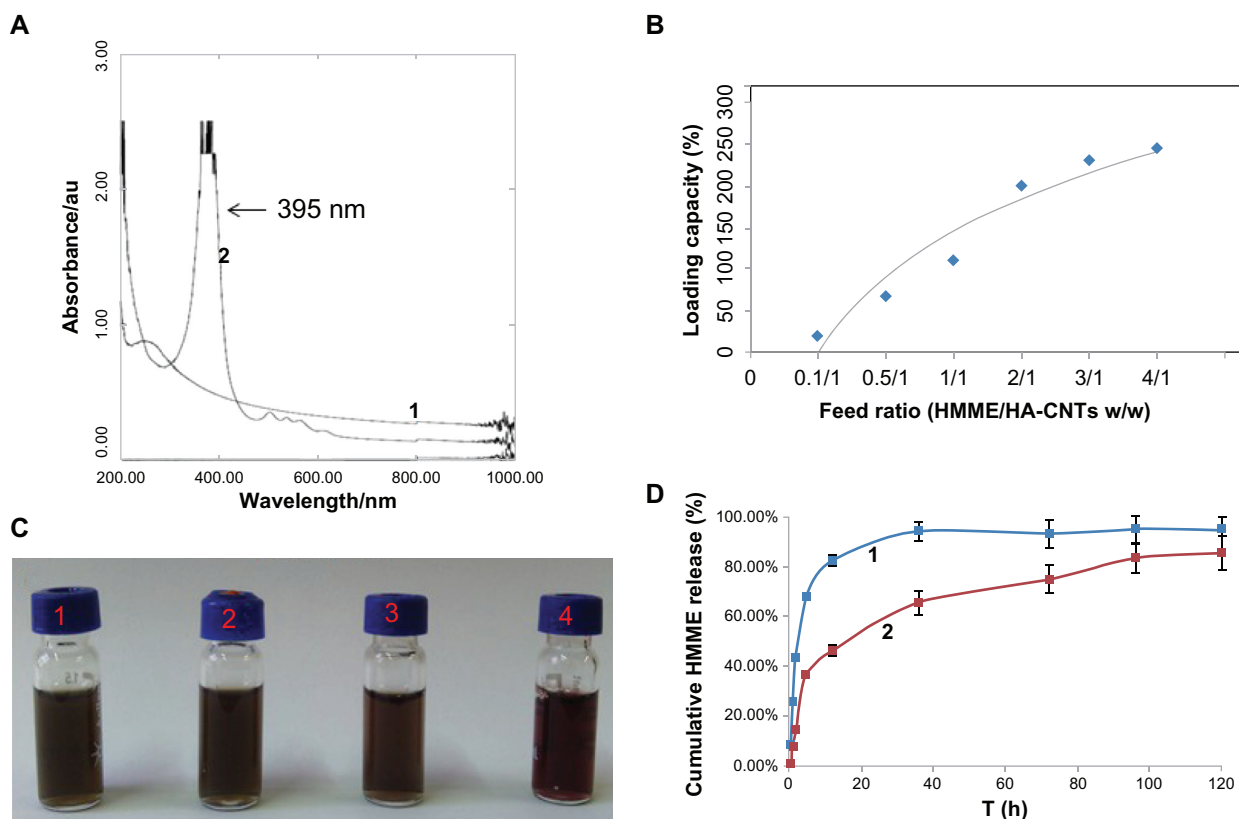 A
3.00
2.00
1.00
0.00
Absorbance/au
395 nm
2
1
200.00 400.00 600.00 800.00 1000.00
Wavelength/nm
B
300
250
200
150
100
50
0
Loading capacity (%)
0 0.1/1 0.5/1 1/1 2/1 3/1 4/1
Feed ratio (HMME/HA-CNTs w/w)
C
1 2 3 4
1.5
D
100.00%
80.00%
60.00%
40.00%
20.00%
0.00%
Cumulative HMME release (%)
1
2
0 20 40 60 80 100 120
T (h)